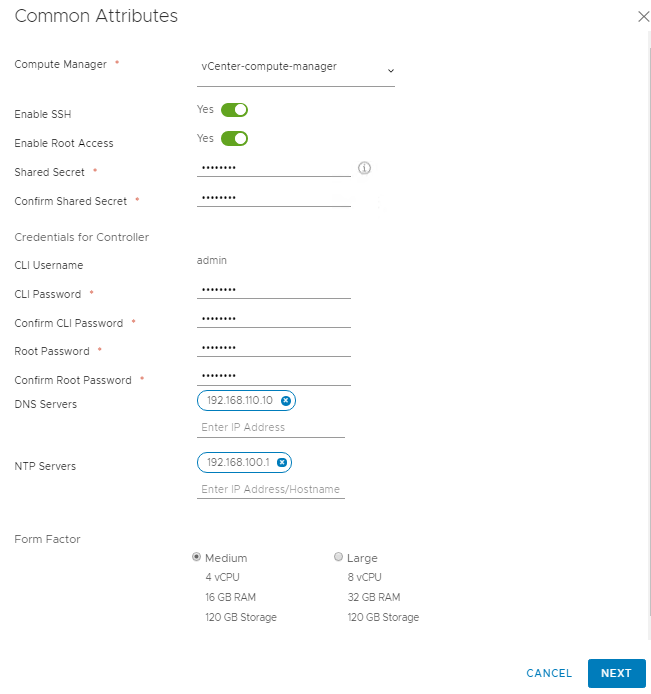 Common Attributes
Compute Manager * vCenter-compute-manager
Enable SSH Yes
Enable Root Access Yes
Shared Secret * ••••••••
Confirm Shared Secret * ••••••••
Credentials for Controller
CLI Username admin
CLI Password * ••••••••
Confirm CLI Password * ••••••••
Root Password * ••••••••
Confirm Root Password * ••••••••
DNS Servers 192.168.110.10
Enter IP Address
NTP Servers 192.168.100.1
Enter IP Address/Hostname
Form Factor
Medium Large
4 vCPU 8 vCPU
16 GB RAM 32 GB RAM
120 GB Storage 120 GB Storage
CANCEL NEXT